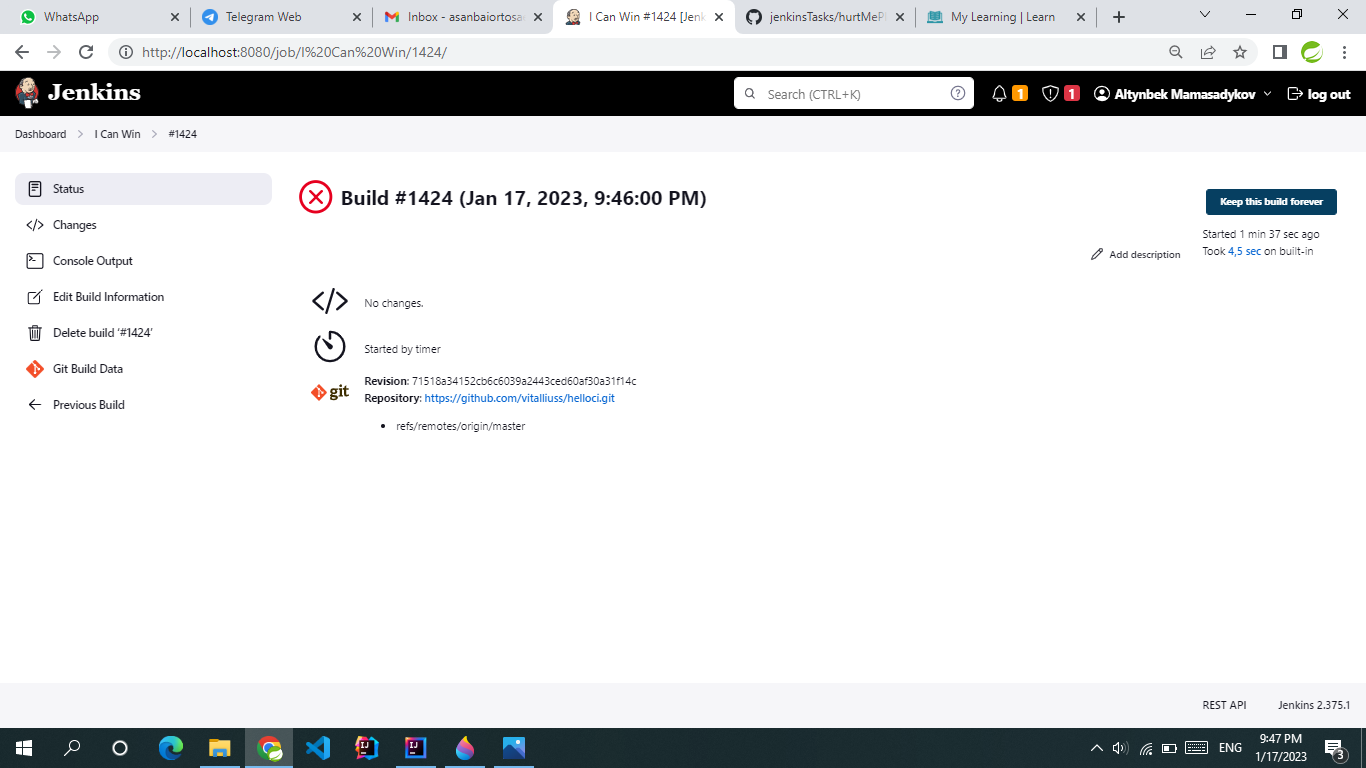 WhatsApp
Telegram Web
Inbox - asanbaiortosa
I Can Win #1424 [Jenk
jenkinsTasks/hurtMeP
My Learning | Learn
http://localhost:8080/job/I%20Can%20Win/1424/
Jenkins
Search (CTRL+K)
1
1
Altynbek Mamasadykov
log out
Dashboard
I Can Win
#1424
Status
Changes
Console Output
Edit Build Information
Delete build ‘#1424’
Git Build Data
Previous Build
Build #1424 (Jan 17, 2023, 9:46:00 PM)
Keep this build forever
Started 1 min 37 sec ago
Took 4,5 sec on built-in
Add description
No changes.
Started by timer
git
Revision: 71518a34152cb6c6039a2443ced60af30a31f14c
Repository: https://github.com/vitalliuss/helloci.git
refs/remotes/origin/master
REST API
Jenkins 2.375.1
ENG
9:47 PM
1/17/2023
3